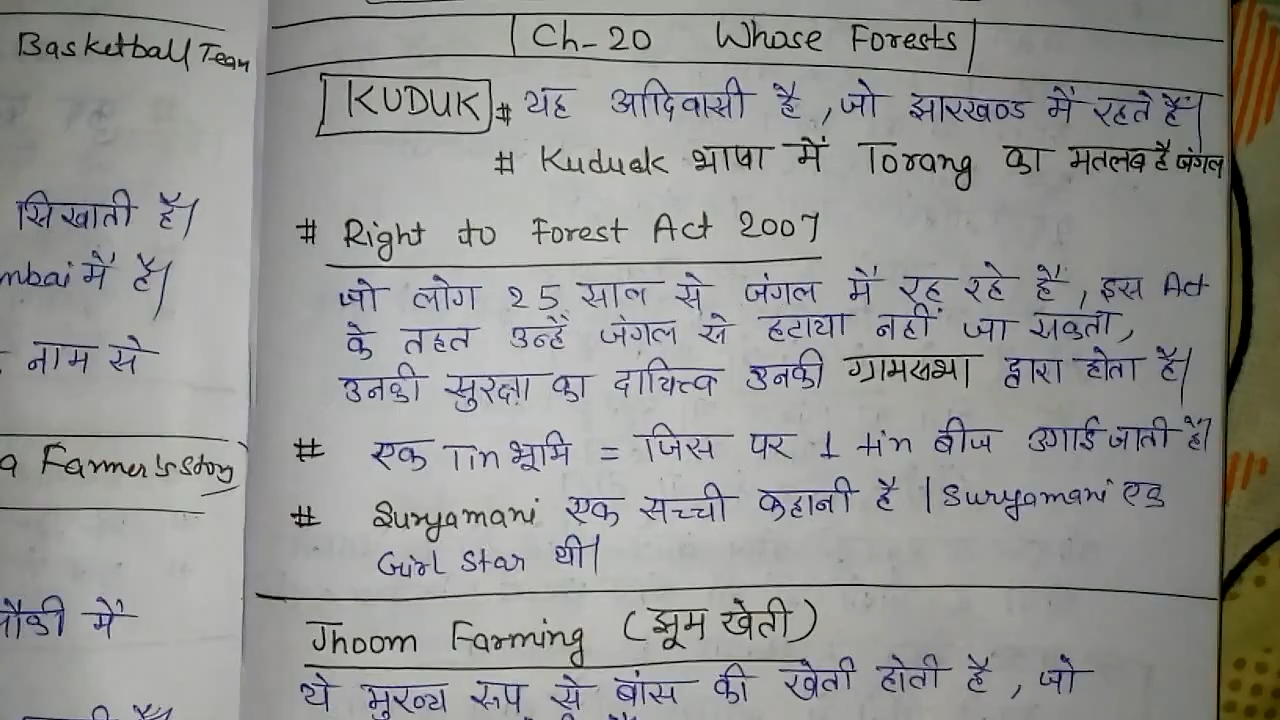 Basketball Team
सिखाती है|
mbai में है|
नाम से
a Farmer's Story
में
Ch-20 Whose Forests
KUDUK # यह आदिवासी है , जो झारखण्ड में रहते हैं|
# Kuduk भाषा में Torang का मतलब है जंगल
# Right to Forest Act 2007
जो लोग 25 साल से जंगल में रह रहे हैं , इस Act
के तहत उन्हें जंगल से हटाया नहीं जा सकता ,
उनकी सुरक्षा का दायित्व उनकी ग्रामसभा द्वारा होता है|
# एक Tin भूमि = जिस पर 1 tin बीज उगाई जाती है|
# Suryamani एक सच्ची कहानी है | Suryamani एक
Girl Star थी|
Jhoom Farming (झूम खेती)
ये मुख्य रूप से बांस की खेती होती है , जो